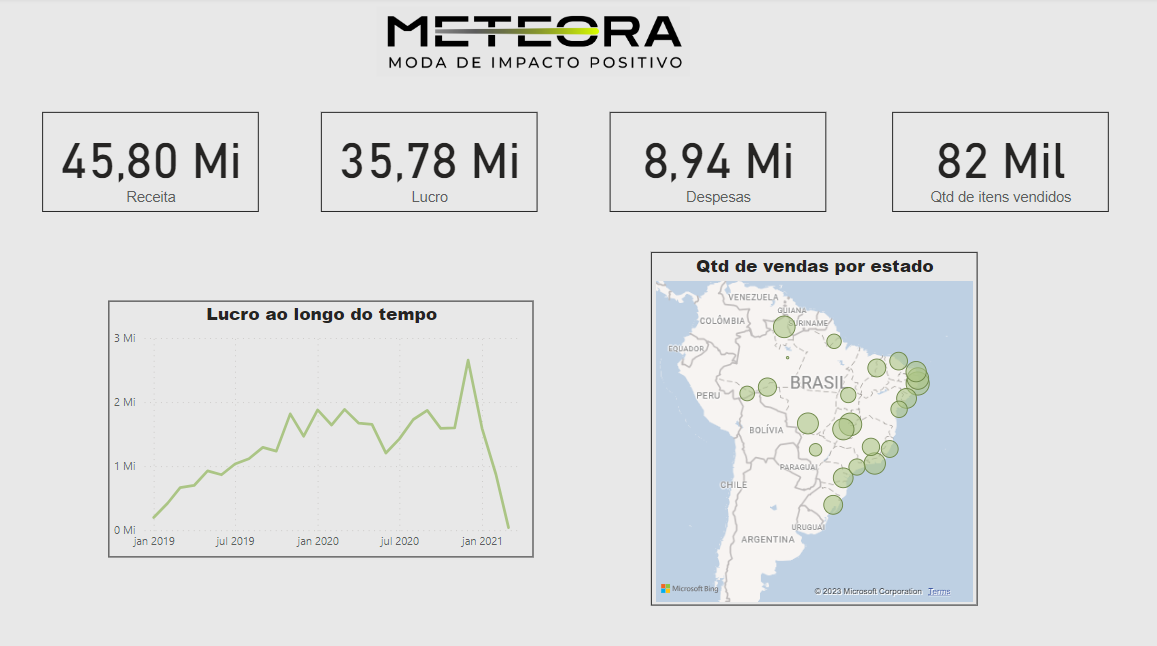 METEORA
MODA DE IMPACTO POSITIVO
45,80 Mi
Receita
35,78 Mi
Lucro
8,94 Mi
Despesas
82 Mil
Qtd de itens vendidos
Lucro ao longo do tempo
3 Mi
2 Mi
1 Mi
0 Mi
jan 2019
jul 2019
jan 2020
jul 2020
jan 2021
Qtd de vendas por estado
VENEZUELA
GUIANA
COLÔMBIA
SURINAME
EQUADOR
BRASIL
PERU
BOLÍVIA
PARAGUAI
CHILE
URUGUAI
ARGENTINA
Microsoft Bing
© 2023 Microsoft Corporation Terms